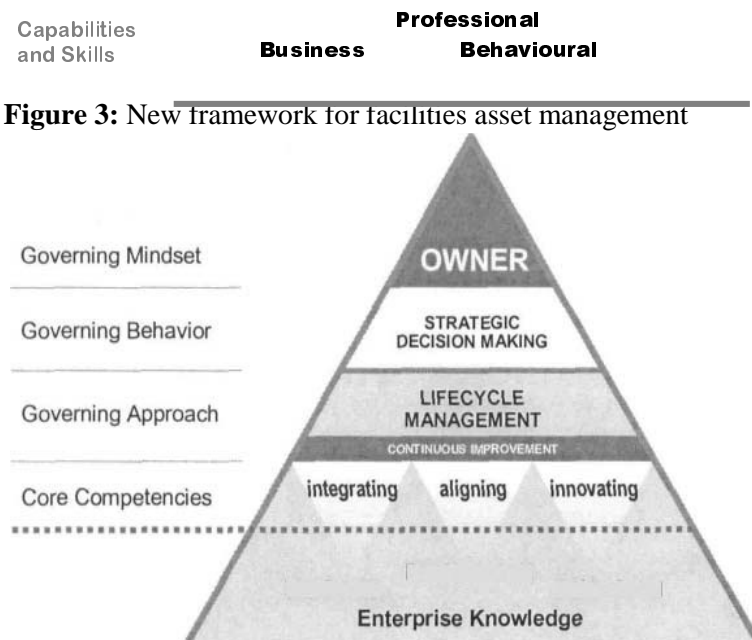 Capabilities
and Skills
Professional
Business Behavioural
Figure 3: New framework for facilities asset management
Governing Mindset
OWNER
Governing Behavior
STRATEGIC
DECISION MAKING
Governing Approach
LIFECYCLE
MANAGEMENT
CONTINUOUS IMPROVEMENT
Core Competencies
integrating aligning innovating
Enterprise Knowledge